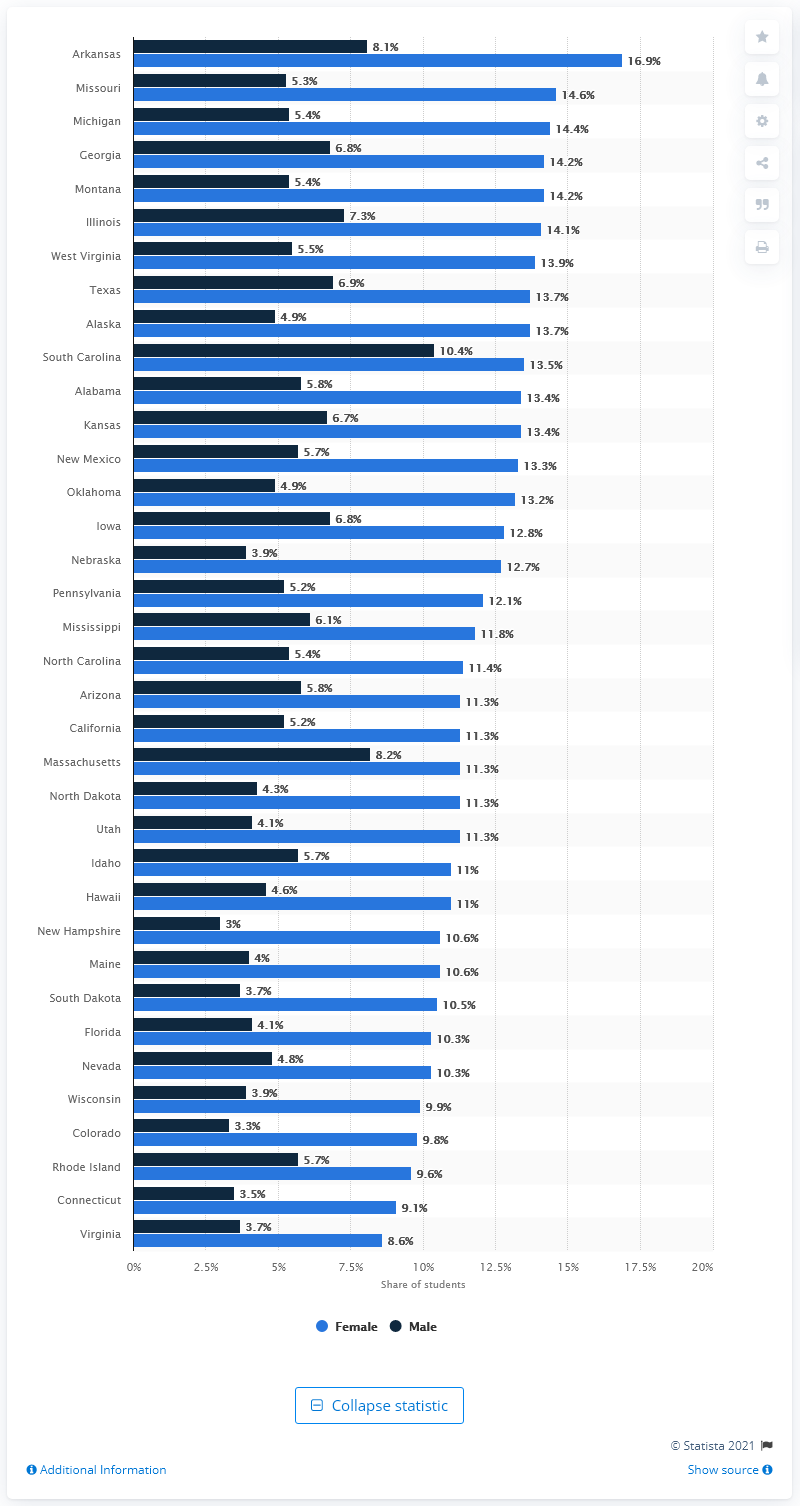 Arkansas 8.1% 16.9%
Missouri 5.3% 14.6%
Michigan 5.4% 14.4%
Georgia 6.8% 14.2%
Montana 5.4% 14.2%
Illinois 7.3% 14.1%
West Virginia 5.5% 13.9%
Texas 6.9% 13.7%
Alaska 4.9% 13.7%
South Carolina 10.4% 13.5%
Alabama 5.8% 13.4%
Kansas 6.7% 13.4%
New Mexico 5.7% 13.3%
Oklahoma 4.9% 13.2%
Iowa 6.8% 12.8%
Nebraska 3.9% 12.7%
Pennsylvania 5.2% 12.1%
Mississippi 6.1% 11.8%
North Carolina 5.4% 11.4%
Arizona 5.8% 11.3%
California 5.2% 11.3%
Massachusetts 8.2% 11.3%
North Dakota 4.3% 11.3%
Utah 4.1% 11.3%
Idaho 5.7% 11%
Hawaii 4.6% 11%
New Hampshire 3% 10.6%
Maine 4% 10.6%
South Dakota 3.7% 10.5%
Florida 4.1% 10.3%
Nevada 4.8% 10.3%
Wisconsin 3.9% 9.9%
Colorado 3.3% 9.8%
Rhode Island 5.7% 9.6%
Connecticut 3.5% 9.1%
Virginia 3.7% 8.6%
0% 2.5% 5% 7.5% 10% 12.5% 15% 17.5% 20%
Share of students
Female Male
Collapse statistic
© Statista 2021
Additional Information Show source